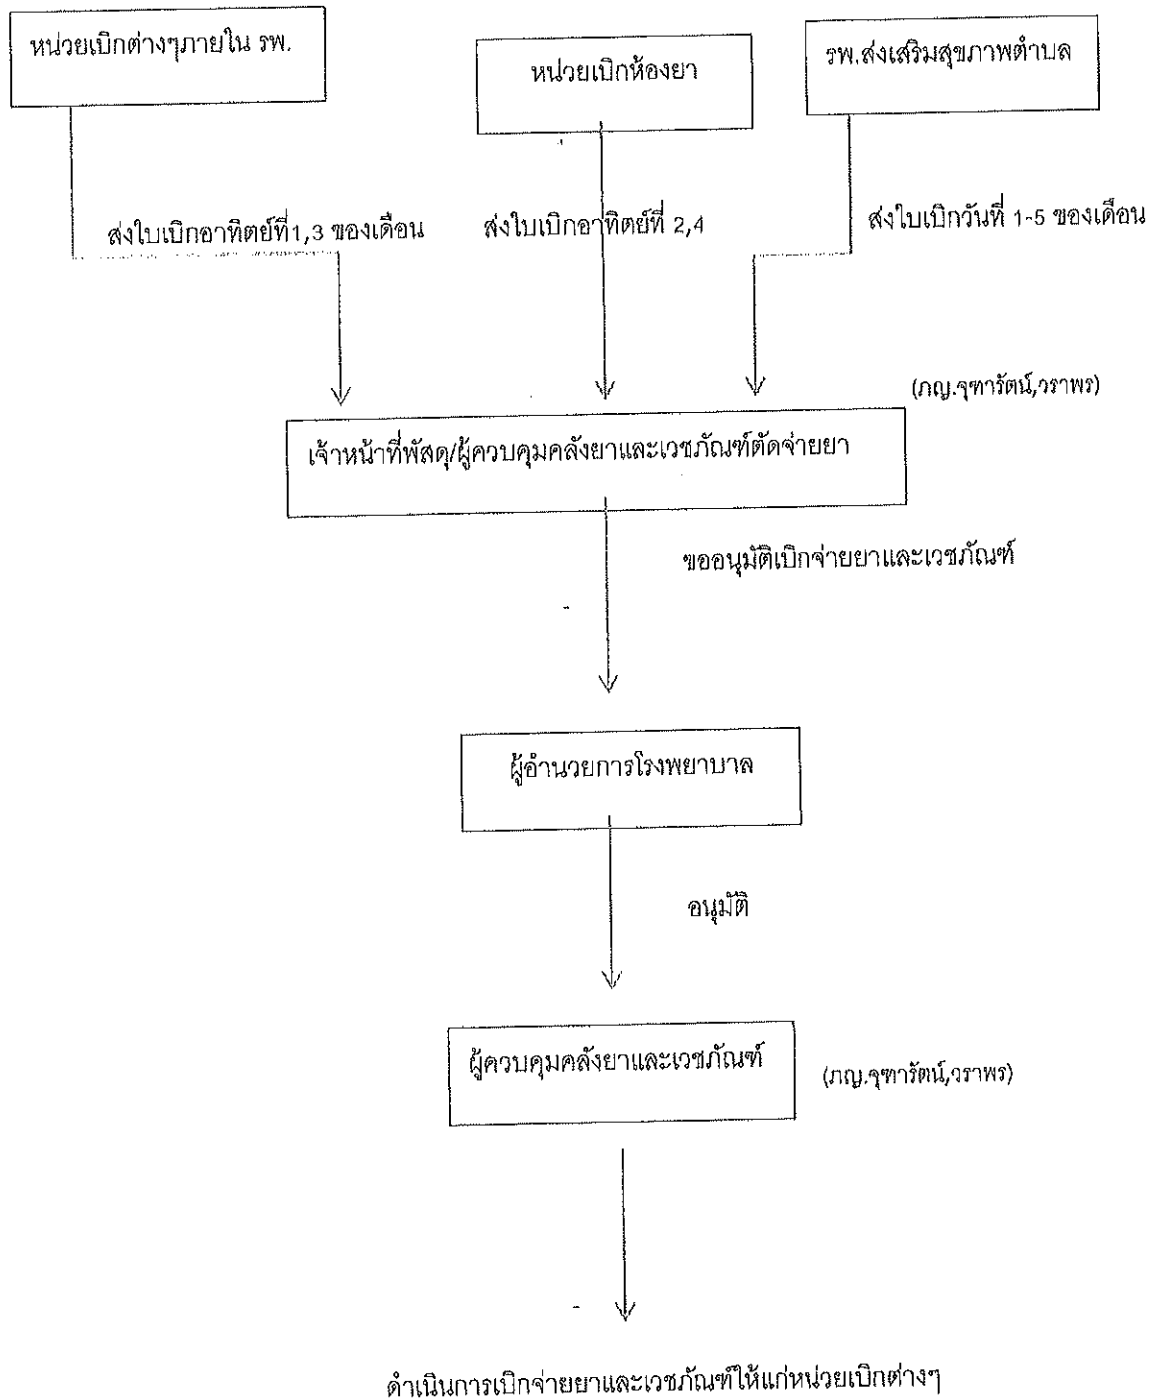 หน่วยเบิกต่างๆภายใน รพ.
หน่วยเบิกห้องยา
รพ.ส่งเสริมสุขภาพตำบล
ส่งใบเบิกอาทิตย์ที่1,3 ของเดือน
ส่งใบเบิกอาทิตย์ที่ 2,4
ส่งใบเบิกวันที่ 1-5 ของเดือน
(ภญ.จุฑารัตน์,วราพร)
เจ้าหน้าที่พัสดุ/ผู้ควบคุมคลังยาและเวชภัณฑ์ตัดจ่ายยา
ขออนุมัติเบิกจ่ายยาและเวชภัณฑ์
ผู้อำนวยการโรงพยาบาล
อนุมัติ
ผู้ควบคุมคลังยาและเวชภัณฑ์
(ภญ.จุฑารัตน์,วราพร)
ดำเนินการเบิกจ่ายยาและเวชภัณฑ์ให้แก่หน่วยเบิกต่างๆ